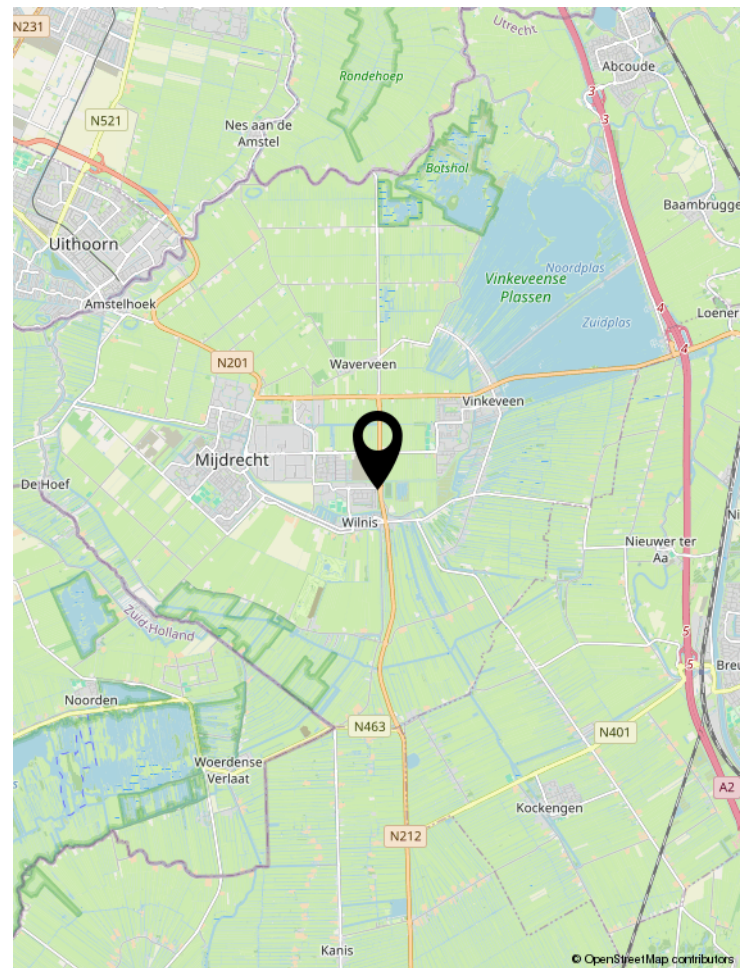 N231
Utrecht
Rondehoep
Abcoude
3
3
N521
Nes aan de
Amstel
Botshol
Baambrugge
Uithoorn
Noordplas
Vinkeveense
Plassen
Amstelhoek
4
Loener
Zuidplas
4
N201
Waverveen
Vinkeveen
Mijdrecht
De Hoef
Wilnis
Ni
Nieuwer ter
Aa
Zuid-Holland
5
5
Breu
Noorden
N463
N401
Woerdense
Verlaat
A2
Kockengen
N212
Kanis
© OpenStreetMap contributors